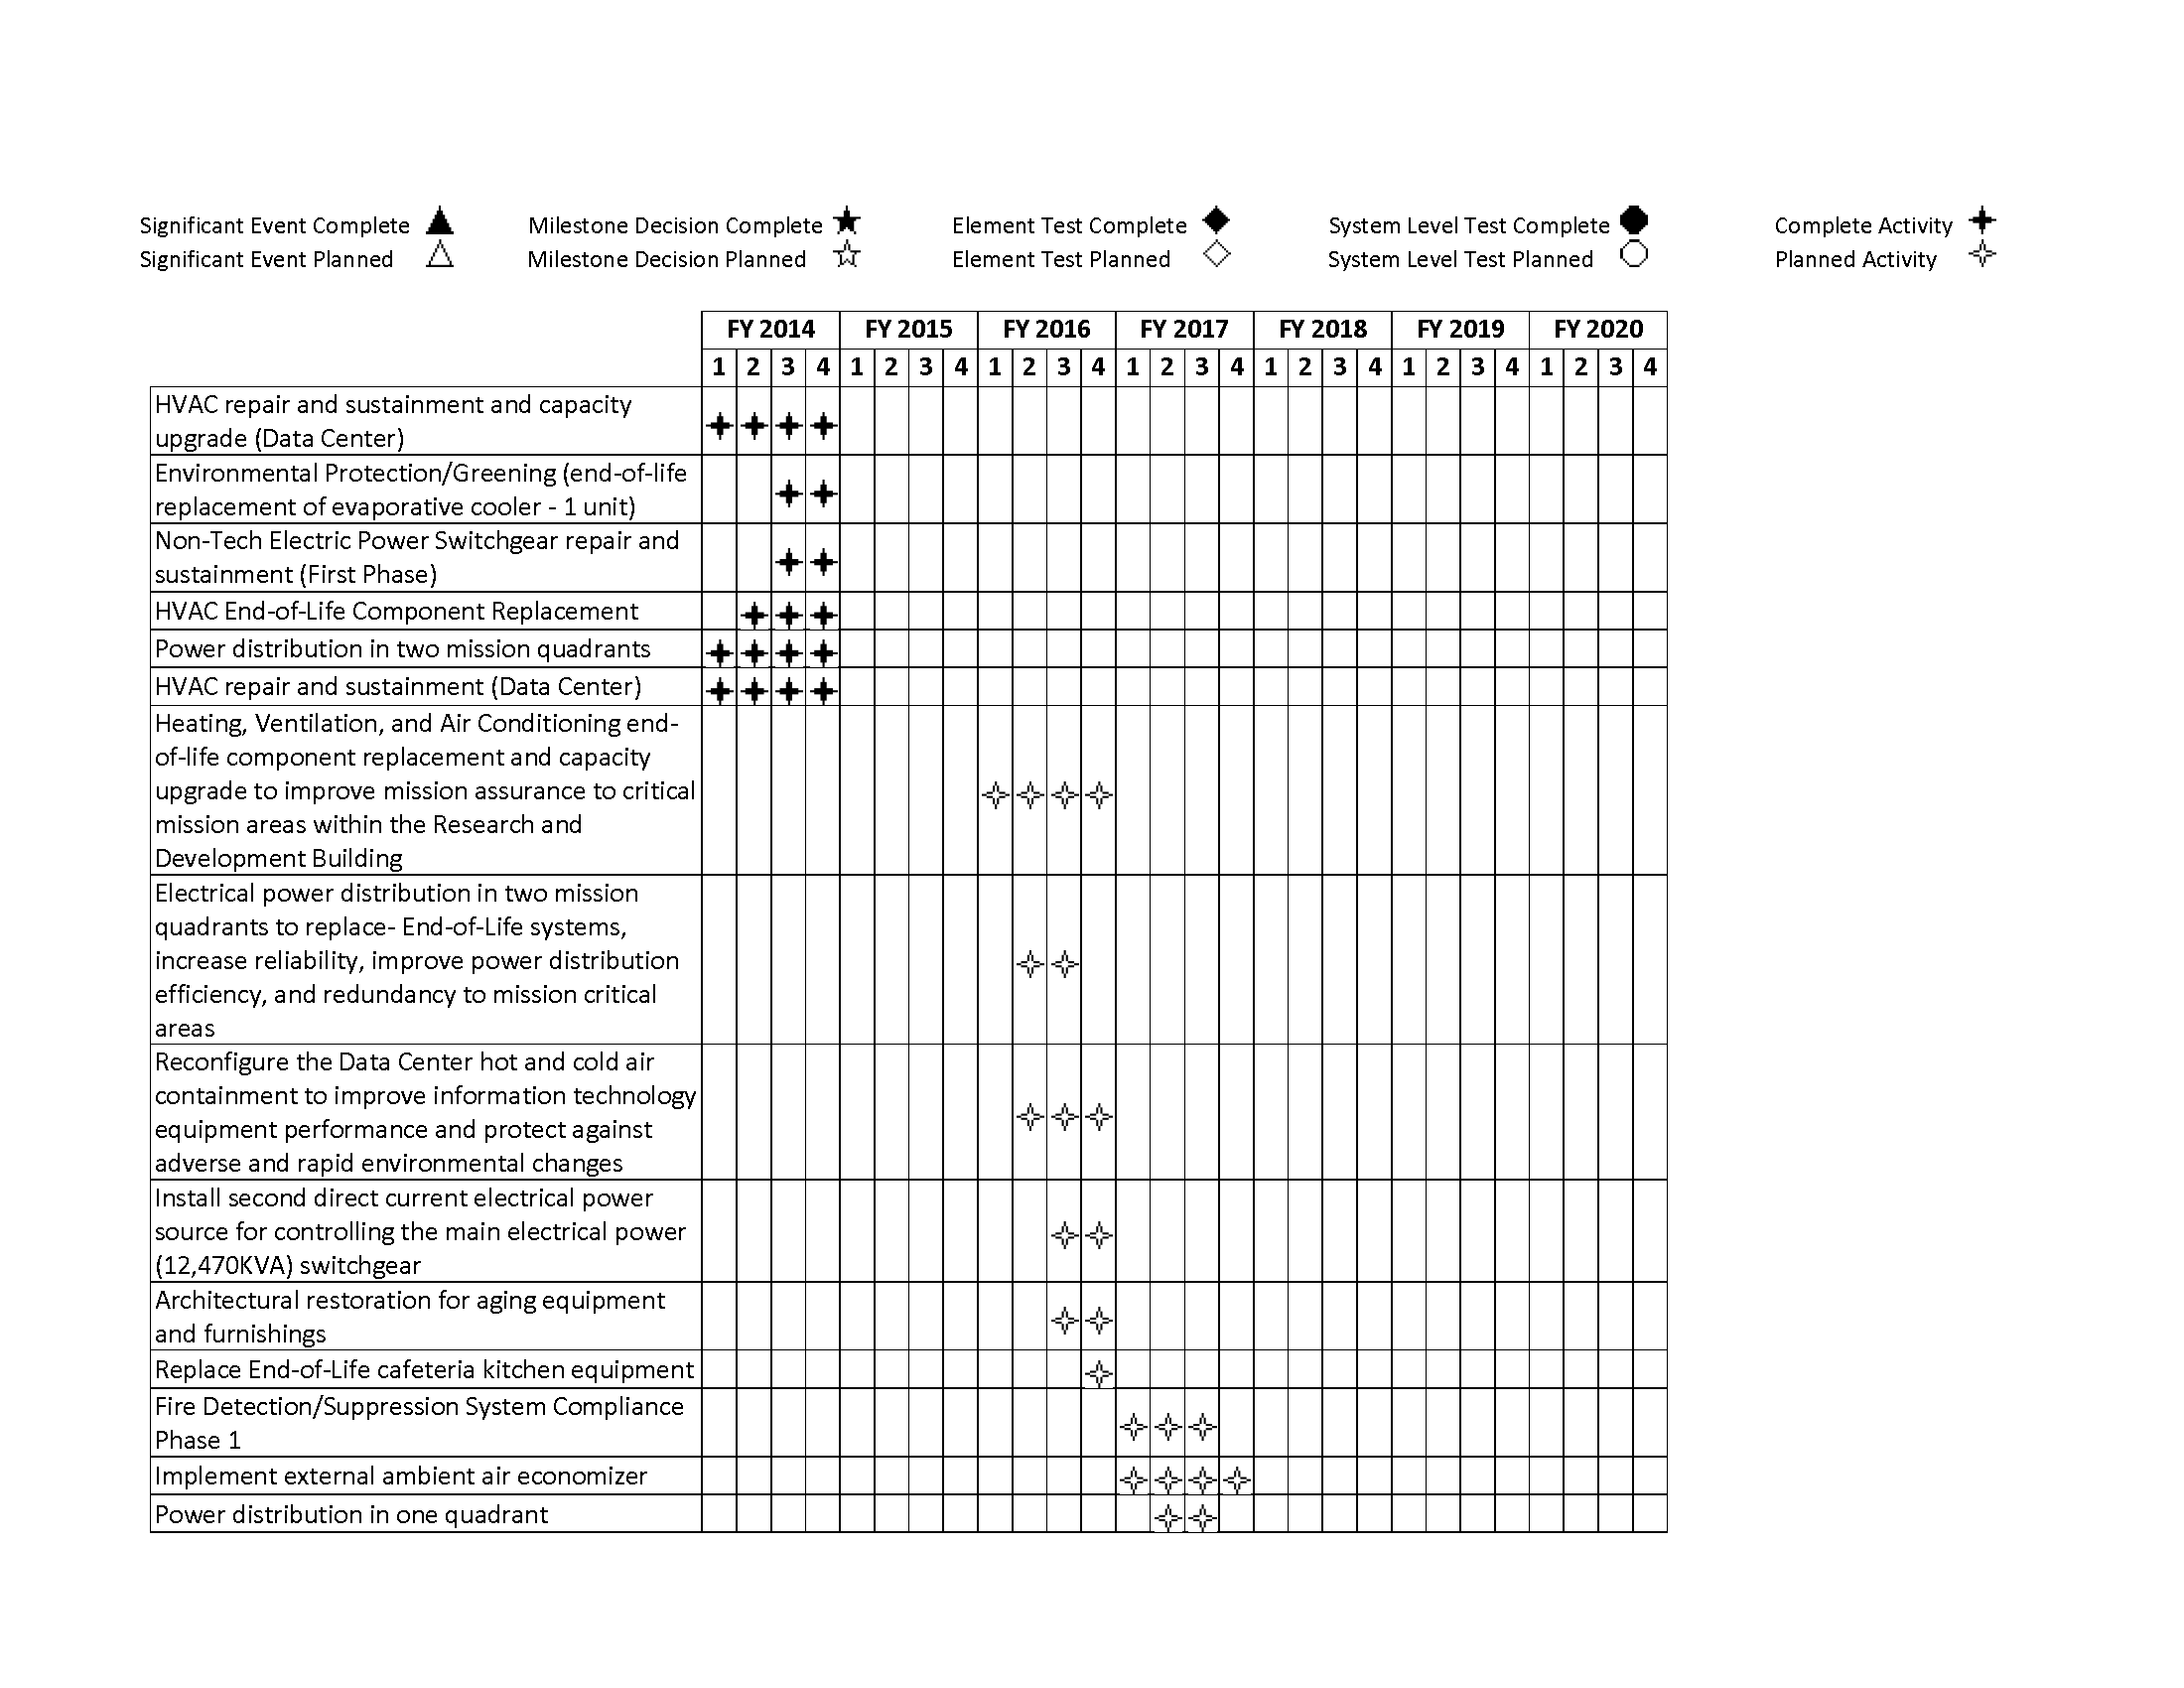 Significant Event Complete Milestone Decision Complete Element Test Complete System Level Test Complete Complete Activity
Significant Event Planned Milestone Decision Planned Element Test Planned System Level Test Planned Planned Activity
FY 2014 FY 2015 FY 2016 FY 2017 FY 2018 FY 2019 FY 2020
1 2 3 4 1 2 3 4 1 2 3 4 1 2 3 4 1 2 3 4 1 2 3 4 1 2 3 4
HVAC repair and sustainment and capacity
upgrade (Data Center)
Environmental Protection/Greening (end-of-life
replacement of evaporative cooler - 1 unit)
Non-Tech Electric Power Switchgear repair and
sustainment (First Phase)
HVAC End-of-Life Component Replacement
Power distribution in two mission quadrants
HVAC repair and sustainment (Data Center)
Heating, Ventilation, and Air Conditioning end-
of-life component replacement and capacity
upgrade to improve mission assurance to critical
mission areas within the Research and
Development Building
Electrical power distribution in two mission
quadrants to replace- End-of-Life systems,
increase reliability, improve power distribution
efficiency, and redundancy to mission critical
areas
Reconfigure the Data Center hot and cold air
containment to improve information technology
equipment performance and protect against
adverse and rapid environmental changes
Install second direct current electrical power
source for controlling the main electrical power
(12,470KVA) switchgear
Architectural restoration for aging equipment
and furnishings
Replace End-of-Life cafeteria kitchen equipment
Fire Detection/Suppression System Compliance
Phase 1
Implement external ambient air economizer
Power distribution in one quadrant